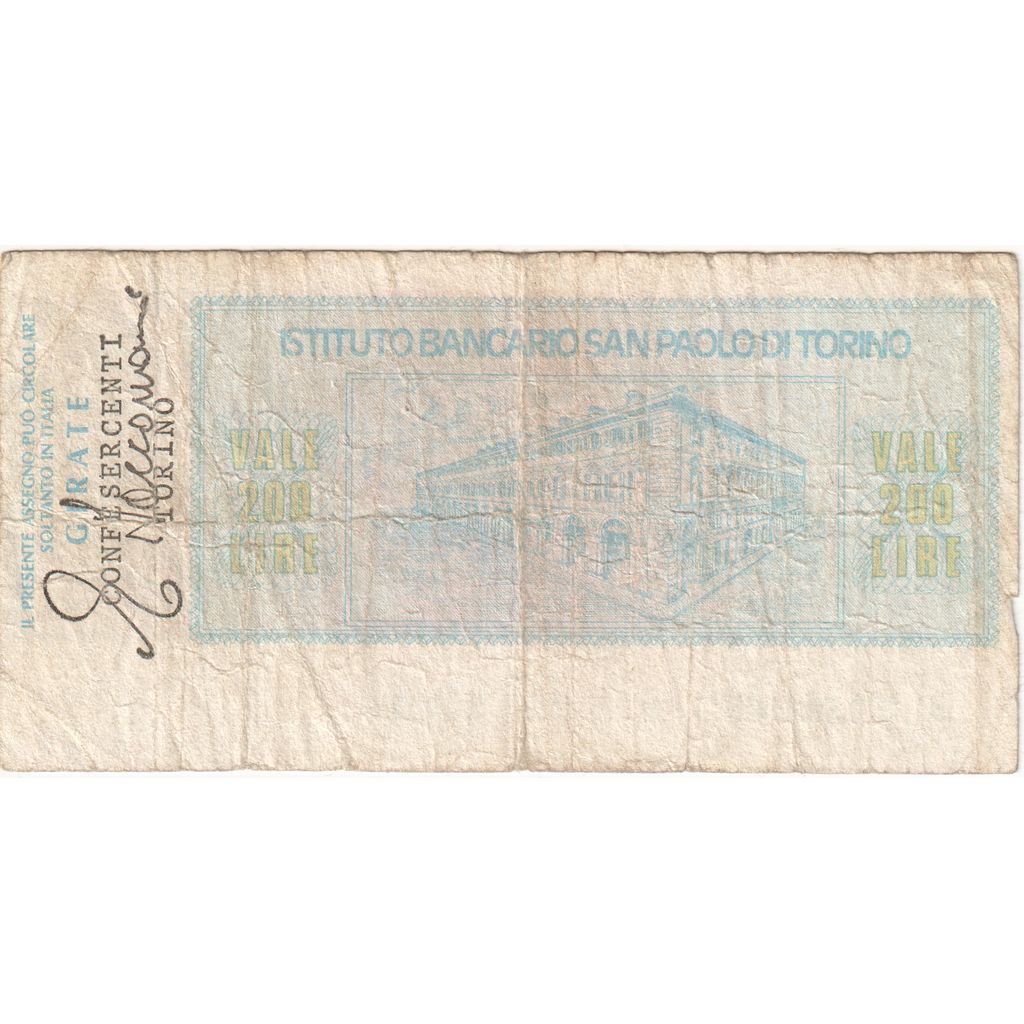 IL PRESENTE ASSEGNO PUÒ CIRCOLARE
SOLTANTO IN ITALIA
GIRATE
CONFESERCENTI
TORINO
ISTITUTO BANCARIO SAN PAOLO DI TORINO
VALE
200
LIRE
VALE
200
LIRE